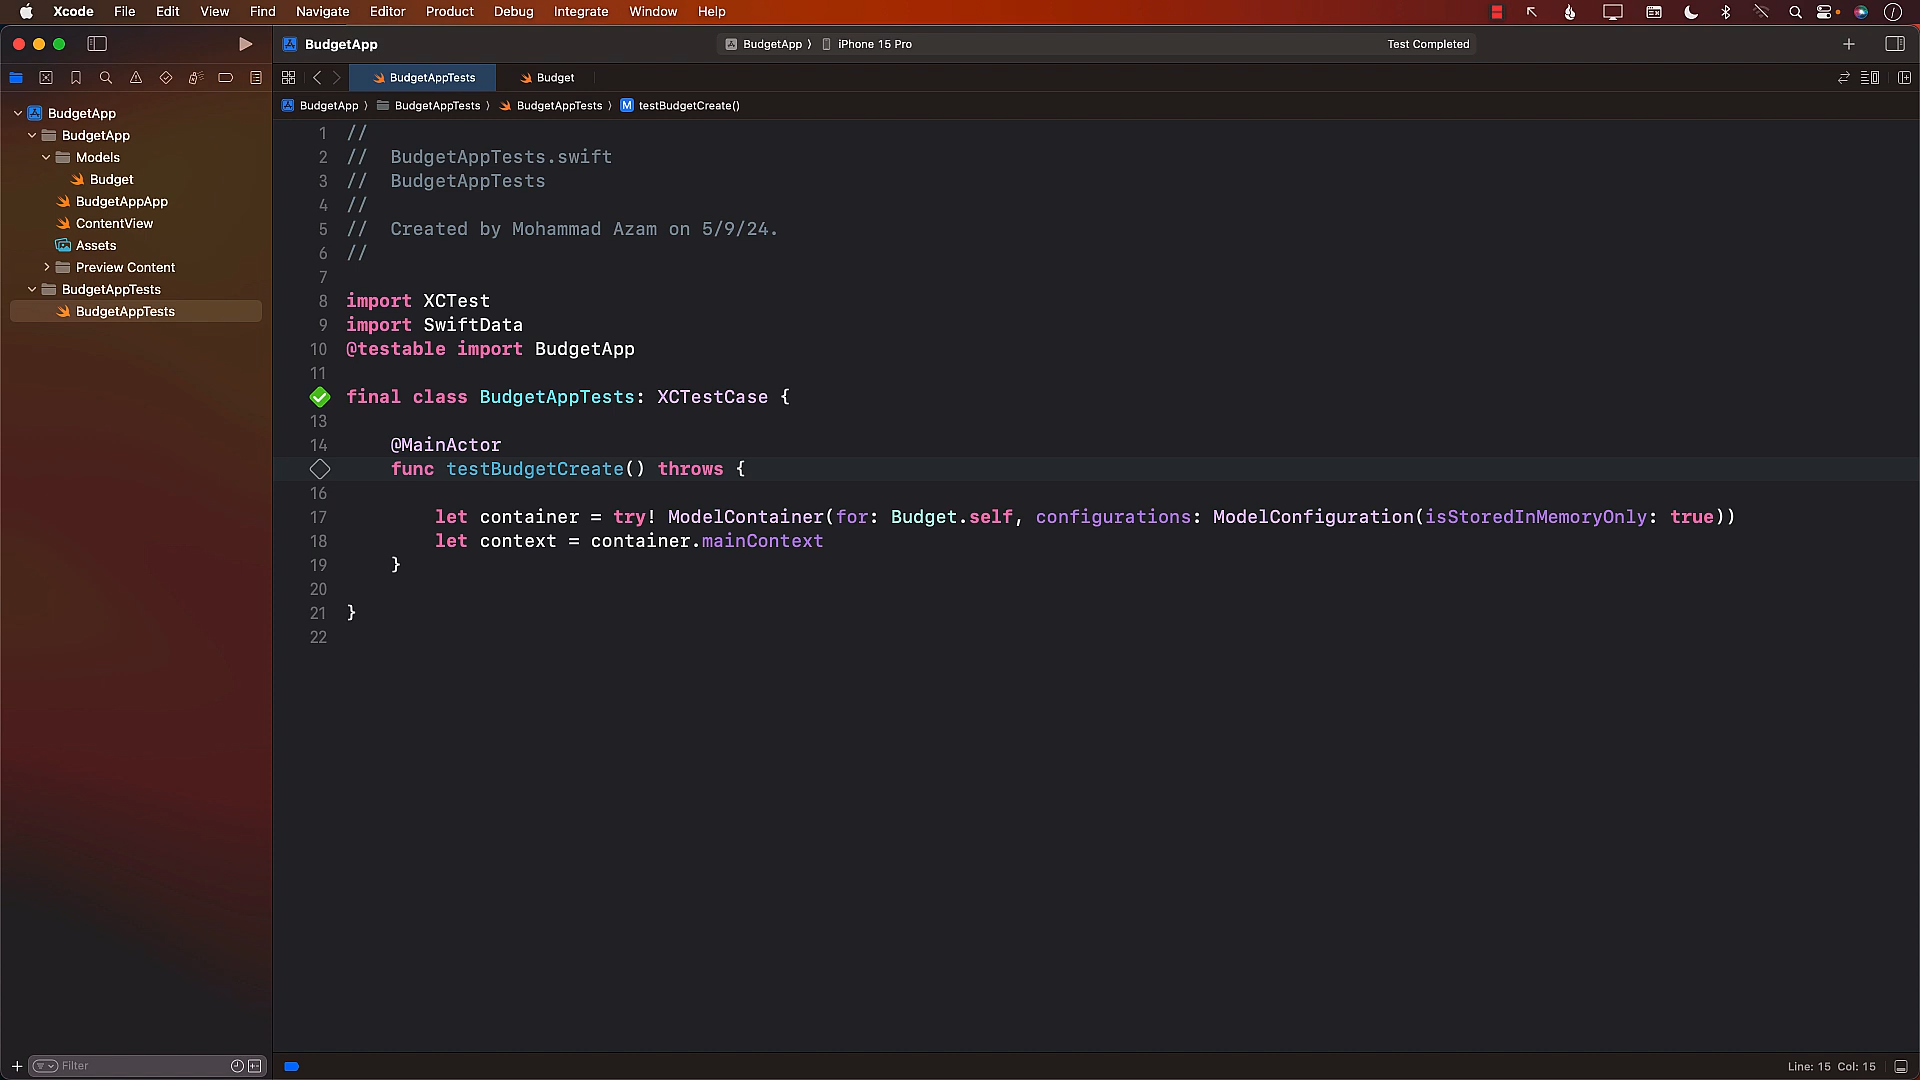 Xcode File Edit View Find Navigate Editor Product Debug Integrate Window Help
BudgetApp
BudgetApp iPhone 15 Pro
Test Completed
BudgetAppTests
Budget
BudgetApp BudgetAppTests BudgetAppTests M testBudgetCreate()
BudgetApp
BudgetApp
Models
Budget
BudgetAppApp
ContentView
Assets
Preview Content
BudgetAppTests
BudgetAppTests
1 //
2 //  BudgetAppTests.swift
3 //  BudgetAppTests
4 //
5 //  Created by Mohammad Azam on 5/9/24.
6 //
7
8 import XCTest
9 import SwiftData
10 @testable import BudgetApp
11
final class BudgetAppTests: XCTestCase {
13
14 @MainActor
func testBudgetCreate() throws {
16
17 let container = try! ModelContainer(for: Budget.self, configurations: ModelConfiguration(isStoredInMemoryOnly: true))
18 let context = container.mainContext
19 }
20
21 }
22
Filter
Line: 15 Col: 15